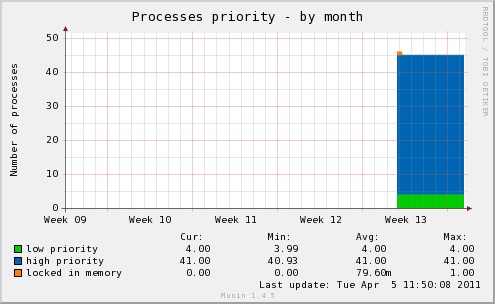 Processes priority - by month
RRDTOOL / TOBI OETIKER
Number of processes
50
40
30
20
10
0
Week 09 Week 10 Week 11 Week 12 Week 13
Cur: Min: Avg: Max:
low priority 4.00 3.99 4.00 4.00
high priority 41.00 40.93 41.00 41.00
locked in memory 0.00 0.00 79.60m 1.00
Last update: Tue Apr 5 11:50:08 2011
Munin 1.4.5